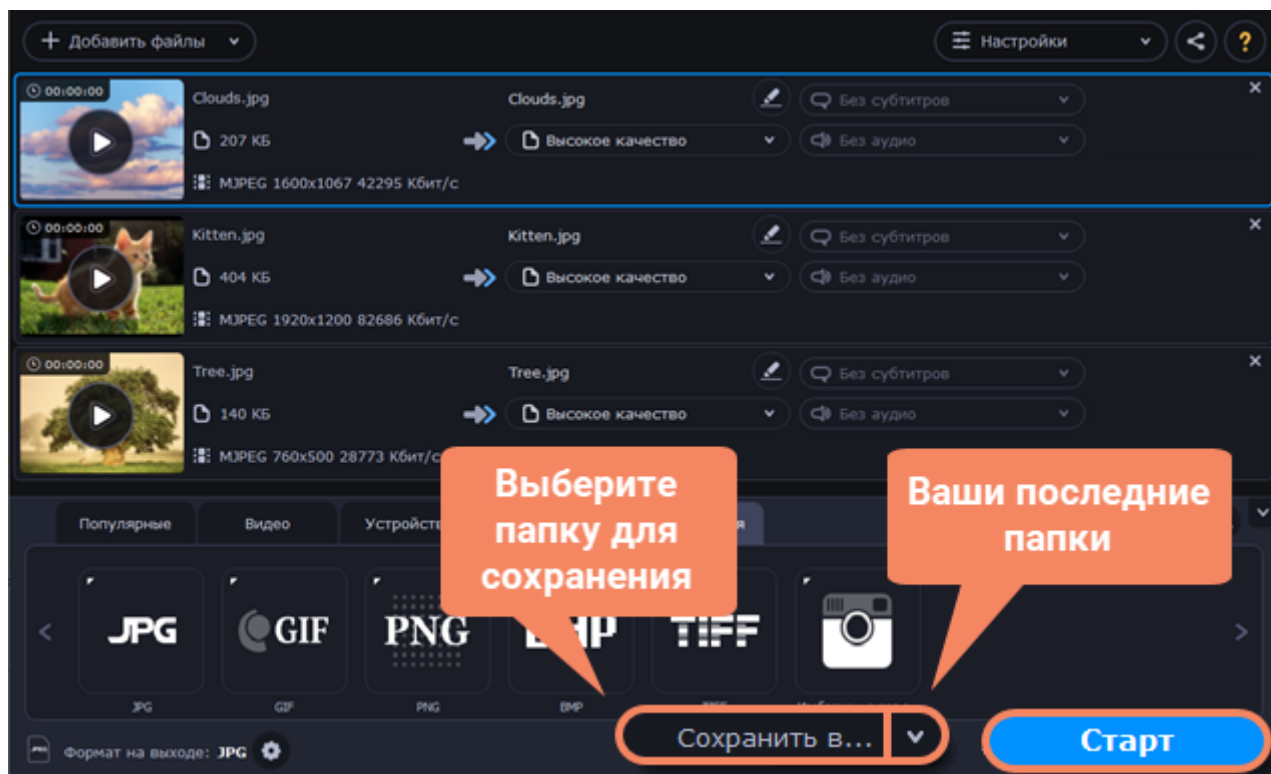 Добавить файлы
Настройки
?
00:00:00
Clouds.jpg
Clouds.jpg
Без субтитров
207 КБ
Высокое качество
Без аудио
MJPEG 1600x1067 42295 Кбит/с
00:00:00
Kitten.jpg
Kitten.jpg
Без субтитров
404 КБ
Высокое качество
Без аудио
MJPEG 1920x1200 82686 Кбит/с
00:00:00
Tree.jpg
Tree.jpg
Без субтитров
140 КБ
Высокое качество
Без аудио
MJPEG 760x500 28773 Кбит/с
Выберите
папку для
сохранения
Ваши последние
папки
Популярные
Видео
JPG
GIF
PNG
TIFF
JPG
GIF
PNG
BMP
Сохранить в...
Старт
Формат на выходе: JPG